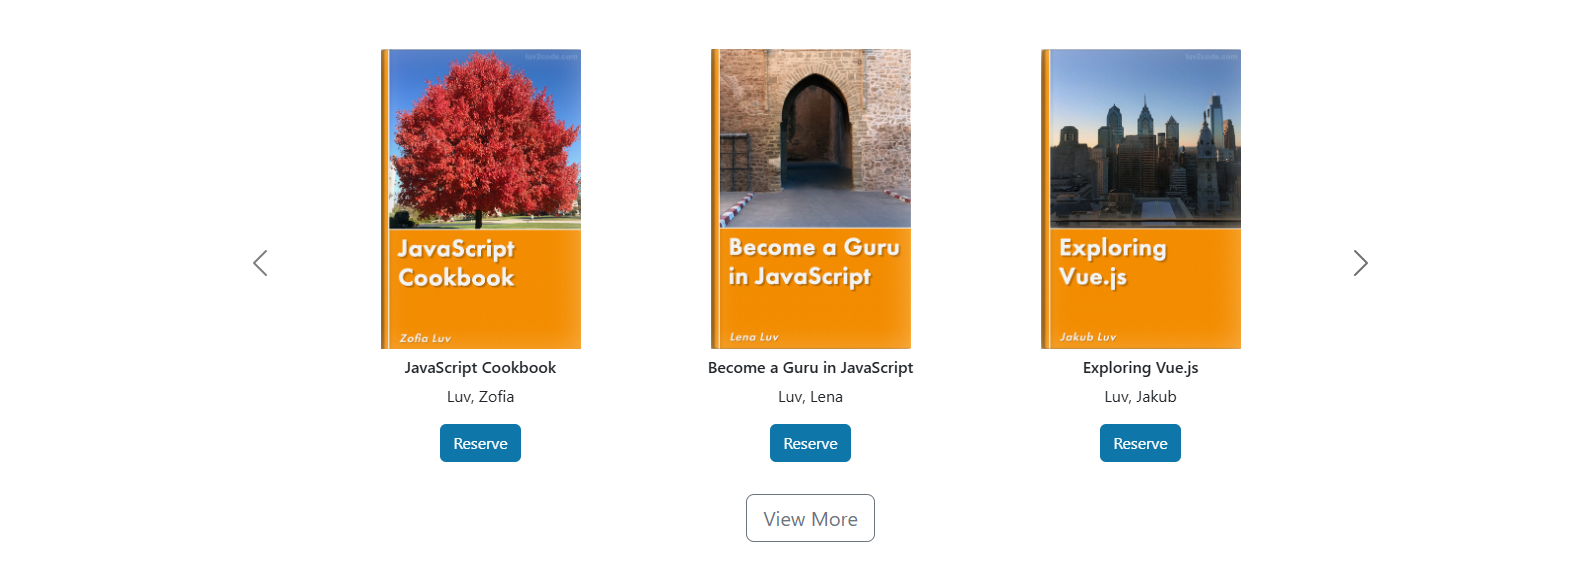 luv2code.com
luv2code.com
JavaScript
Cookbook
Become a Guru
in JavaScript
Exploring
Vue.js
Zofia Luv
Lena Luv
Jakub Luv
JavaScript Cookbook
Become a Guru in JavaScript
Exploring Vue.js
Luv, Zofia
Luv, Lena
Luv, Jakub
Reserve
Reserve
Reserve
View More